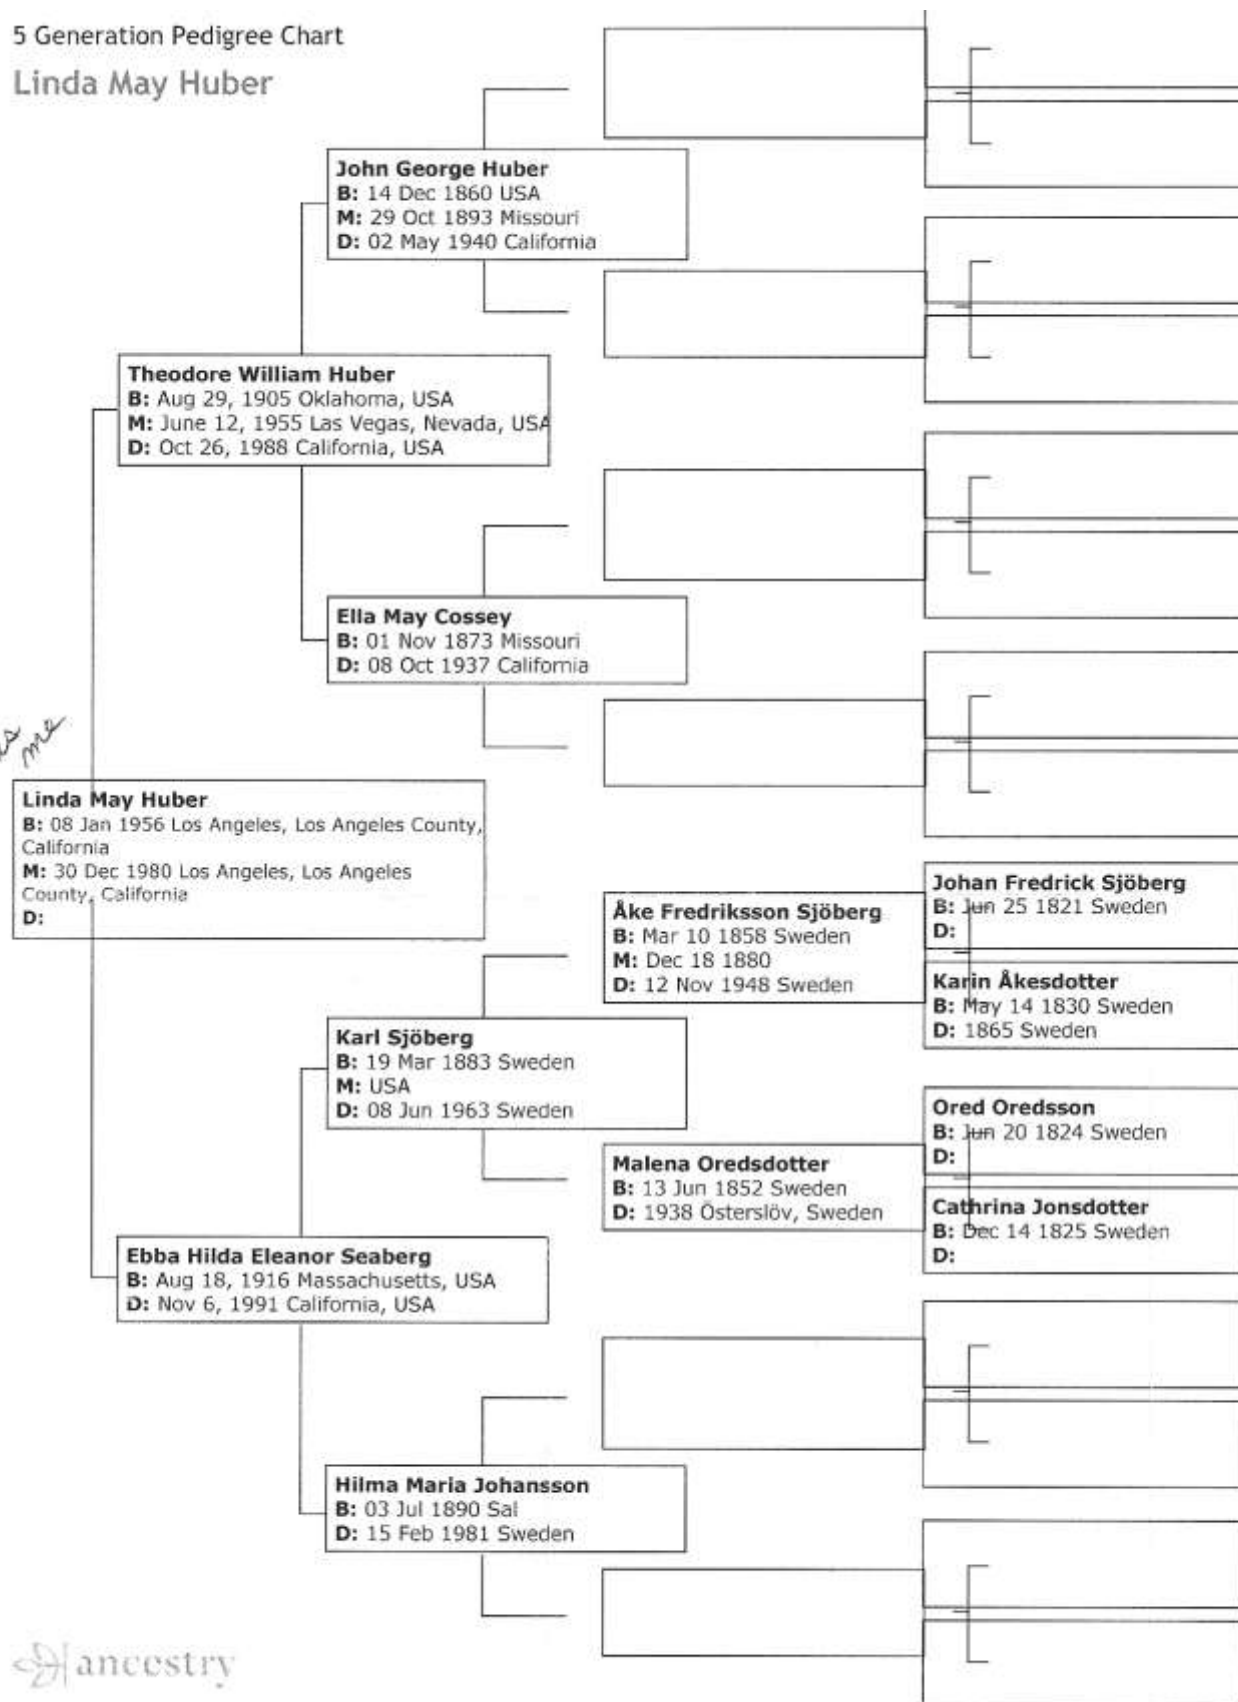 5 Generation Pedigree Chart
Linda May Huber
John George Huber
B: 14 Dec 1860 USA
M: 29 Oct 1893 Missouri
D: 02 May 1940 California
Theodore William Huber
B: Aug 29, 1905 Oklahoma, USA
M: June 12, 1955 Las Vegas, Nevada, USA
D: Oct 26, 1988 California, USA
Ella May Cossey
B: 01 Nov 1873 Missouri
D: 08 Oct 1937 California
me
Linda May Huber
B: 08 Jan 1956 Los Angeles, Los Angeles County,
California
M: 30 Dec 1980 Los Angeles, Los Angeles
County, California
D:
Johan Fredrick Sjöberg
B: Jun 25 1821 Sweden
D:
Åke Fredriksson Sjöberg
B: Mar 10 1858 Sweden
M: Dec 18 1880
D: 12 Nov 1948 Sweden
Karin Åkesdotter
B: May 14 1830 Sweden
D: 1865 Sweden
Karl Sjöberg
B: 19 Mar 1883 Sweden
M: USA
D: 08 Jun 1963 Sweden
Ored Oredsson
B: Jun 20 1824 Sweden
D:
Malena Oredsdotter
B: 13 Jun 1852 Sweden
D: 1938 Österslöv, Sweden
Cathrina Jonsdotter
B: Dec 14 1825 Sweden
D:
Ebba Hilda Eleanor Seaberg
B: Aug 18, 1916 Massachusetts, USA
D: Nov 6, 1991 California, USA
Hilma Maria Johansson
B: 03 Jul 1890 Sal
D: 15 Feb 1981 Sweden
ancestry